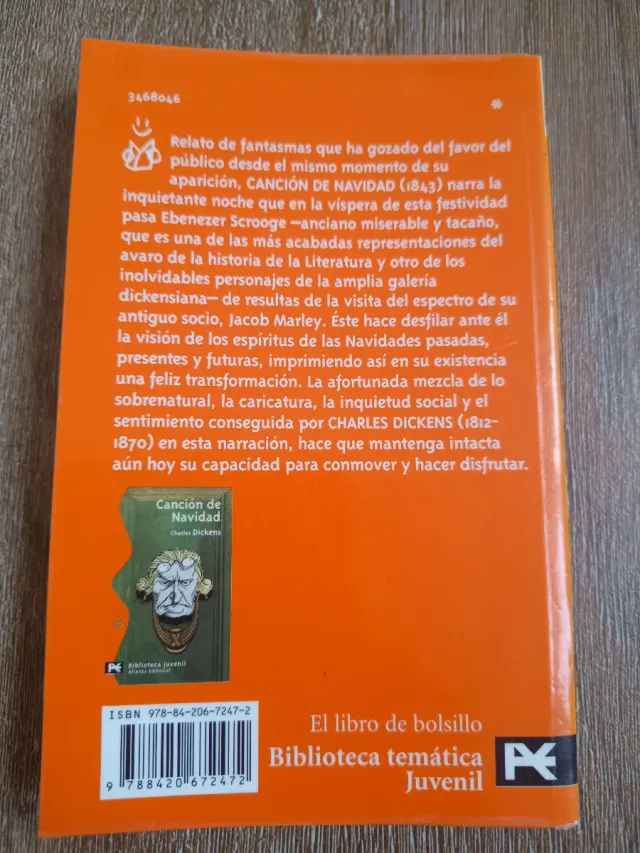 3468046
*
Relato de fantasmas que ha gozado del favor del
público desde el mismo momento de su
aparición, CANCIÓN DE NAVIDAD (1843) narra la
inquietante noche que en la víspera de esta festividad
pasa Ebenezer Scrooge —anciano miserable y tacaño,
que es una de las más acabadas representaciones del
avaro de la historia de la Literatura y otro de los
inolvidables personajes de la amplia galería
dickensiana— de resultas de la visita del espectro de su
antiguo socio, Jacob Marley. Éste hace desfilar ante él
la visión de los espíritus de las Navidades pasadas,
presentes y futuras, imprimiendo así en su existencia
una feliz transformación. La afortunada mezcla de lo
sobrenatural, la caricatura, la inquietud social y el
sentimiento conseguida por CHARLES DICKENS (1812-
1870) en esta narración, hace que mantenga intacta
aún hoy su capacidad para conmover y hacer disfrutar.
Canción de
Navidad
Charles Dickens
Biblioteca juvenil
Alianza Editorial
ISBN 978-84-206-7247-2
9 788420 672472
El libro de bolsillo
Biblioteca temática
Juvenil